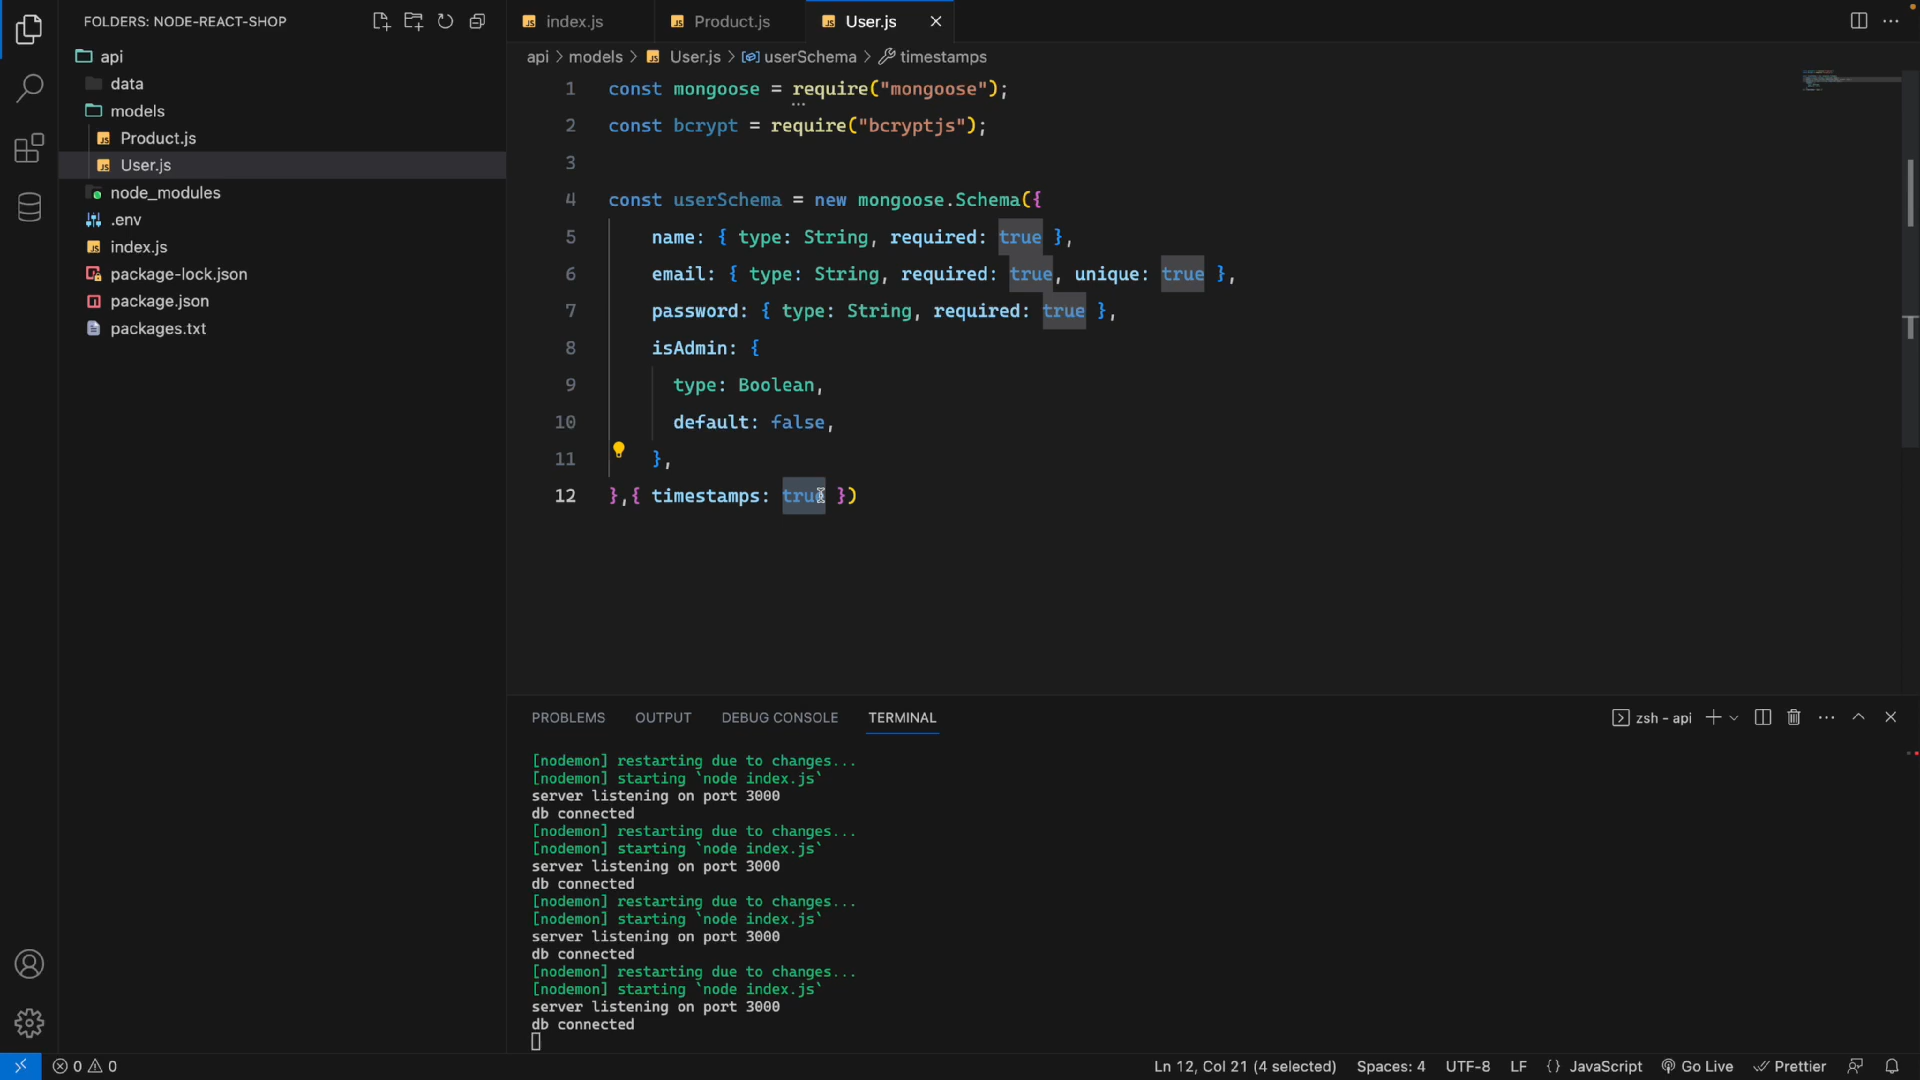 FOLDERS: NODE-REACT-SHOP
api
data
models
Product.js
User.js
node_modules
.env
index.js
package-lock.json
package.json
packages.txt
index.js
Product.js
User.js
api > models > User.js > userSchema > timestamps
1 const mongoose = require("mongoose");
2 const bcrypt = require("bcryptjs");
3
4 const userSchema = new mongoose.Schema({
5 name: { type: String, required: true },
6 email: { type: String, required: true, unique: true },
7 password: { type: String, required: true },
8 isAdmin: {
9 type: Boolean,
10 default: false,
11 },
12 },{ timestamps: true })
PROBLEMS OUTPUT DEBUG CONSOLE TERMINAL
zsh - api
[nodemon] restarting due to changes...
[nodemon] starting `node index.js`
server listening on port 3000
db connected
[nodemon] restarting due to changes...
[nodemon] starting `node index.js`
server listening on port 3000
db connected
[nodemon] restarting due to changes...
[nodemon] starting `node index.js`
server listening on port 3000
db connected
[nodemon] restarting due to changes...
[nodemon] starting `node index.js`
server listening on port 3000
db connected
0 0 Ln 12, Col 21 (4 selected) Spaces: 4 UTF-8 LF {} JavaScript Go Live Prettier